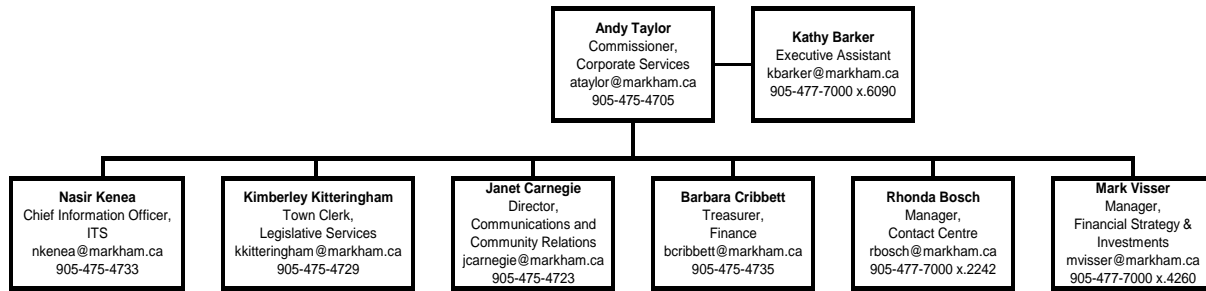 Andy Taylor
Commissioner,
Corporate Services
ataylor@markham.ca
905-475-4705
Kathy Barker
Executive Assistant
kbarker@markham.ca
905-477-7000 x.6090
Nasir Kenea
Chief Information Officer,
ITS
nkenea@markham.ca
905-475-4733
Kimberley Kitteringham
Town Clerk,
Legislative Services
kkitteringham@markham.ca
905-475-4729
Janet Carnegie
Director,
Communications and
Community Relations
jcarnegie@markham.ca
905-475-4723
Barbara Cribbett
Treasurer,
Finance
bcribbett@markham.ca
905-475-4735
Rhonda Bosch
Manager,
Contact Centre
rbosch@markham.ca
905-477-7000 x.2242
Mark Visser
Manager,
Financial Strategy &
Investments
mvisser@markham.ca
905-477-7000 x.4260